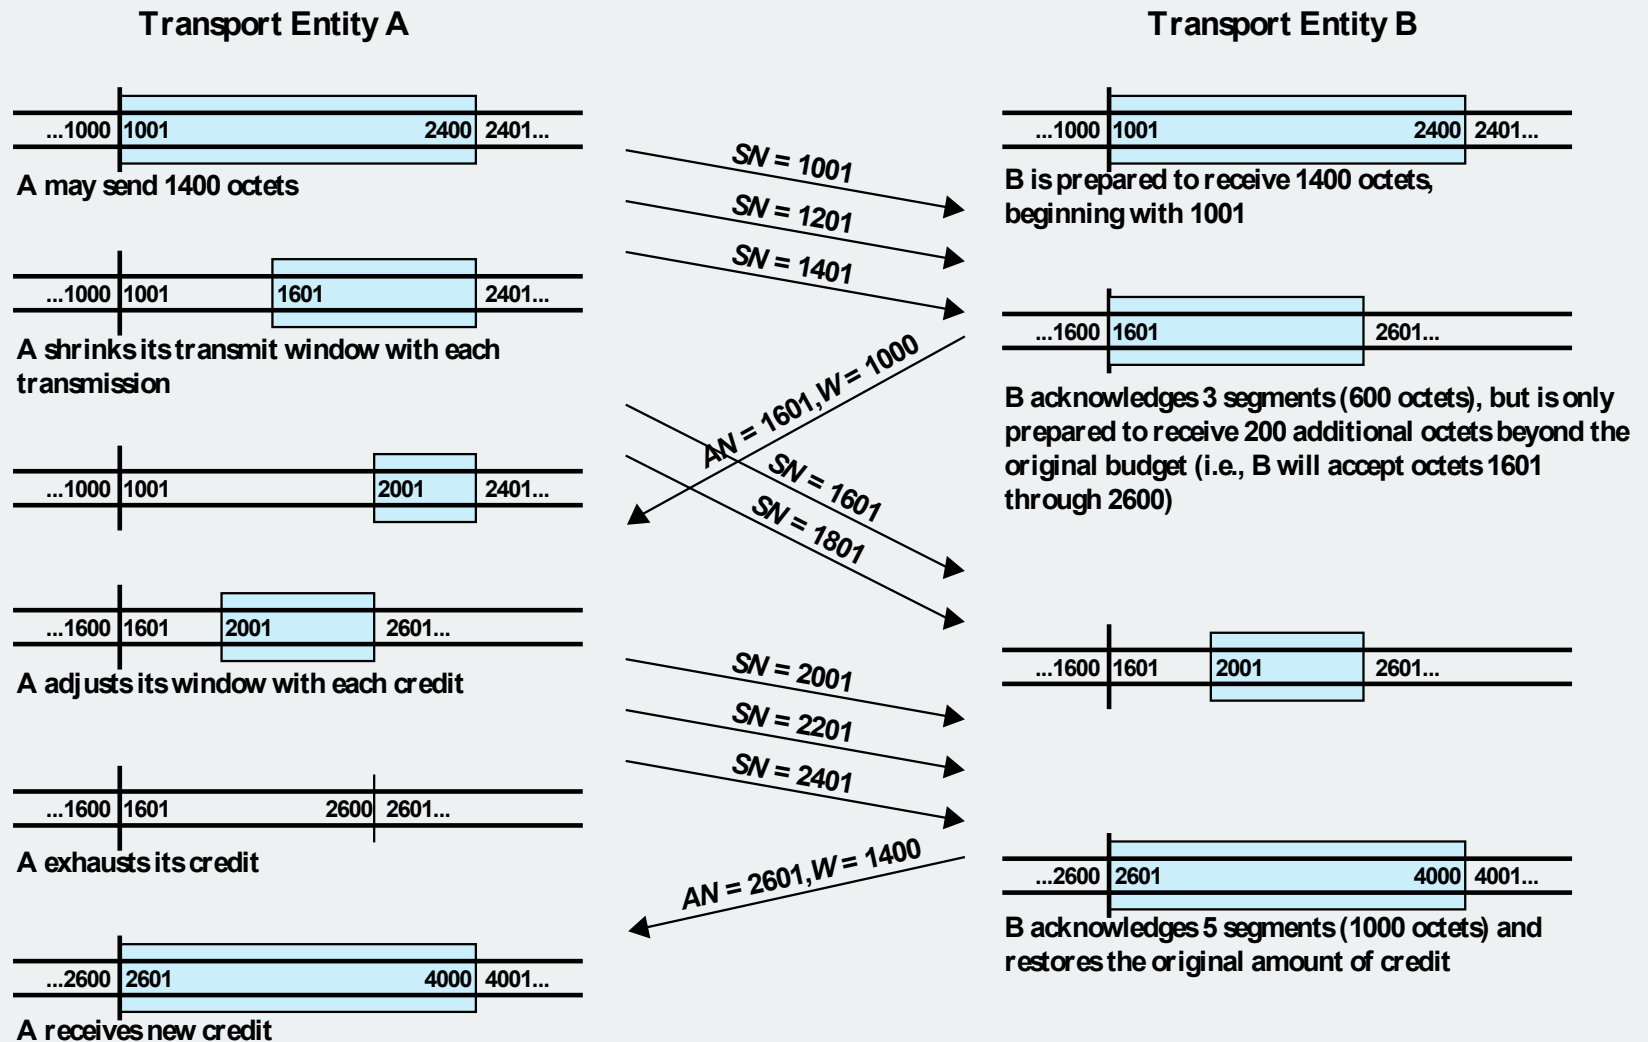 Transport Entity A
...1000 1001 2400 2401...
A may send 1400 octets
...1000 1001 1601 2401...
A shrinks its transmit window with each
transmission
...1000 1001 2001 2401...
...1600 1601 2001 2601...
A adjusts its window with each credit
...1600 1601 2600 2601...
A exhausts its credit
...2600 2601 4000 4001...
A receives new credit
SN = 1001
SN = 1201
SN = 1401
AN = 1601, W = 1000
SN = 1601
SN = 1801
SN = 2001
SN = 2201
SN = 2401
AN = 2601, W = 1400
Transport Entity B
...1000 1001 2400 2401...
B is prepared to receive 1400 octets,
beginning with 1001
...1600 1601 2601...
B acknowledges 3 segments (600 octets), but is only
prepared to receive 200 additional octets beyond the
original budget (i.e., B will accept octets 1601
through 2600)
...1600 1601 2001 2601...
...2600 2601 4000 4001...
B acknowledges 5 segments (1000 octets) and
restores the original amount of credit